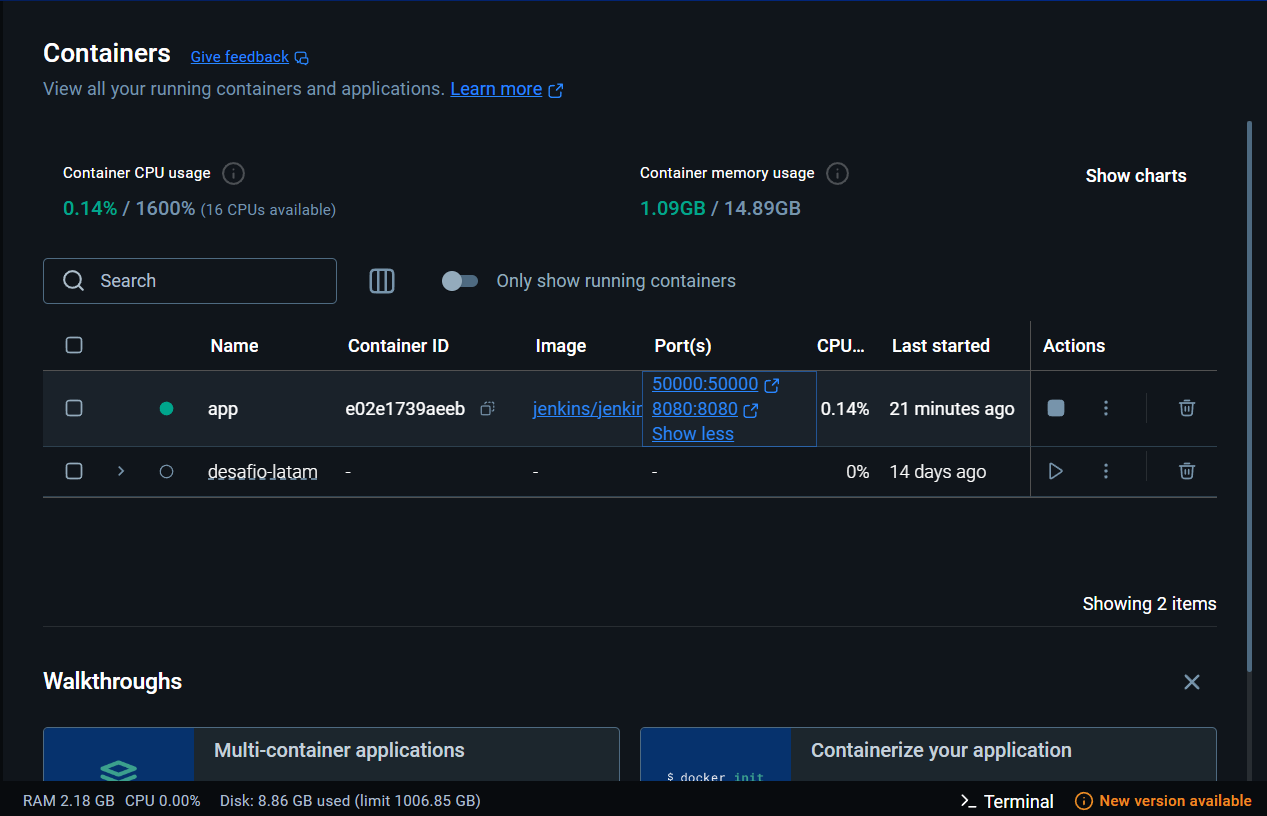 Containers Give feedback
View all your running containers and applications. Learn more
Container CPU usage
0.14% / 1600% (16 CPUs available)
Container memory usage
1.09GB / 14.89GB
Show charts
Search
Only show running containers
Name Container ID Image Port(s) CPU... Last started Actions
app e02e1739aeeb jenkins/jenkin 50000:50000
8080:8080
Show less
0.14% 21 minutes ago
desafio-latam - - - 0% 14 days ago
Showing 2 items
Walkthroughs
Multi-container applications
Containerize your application
$ docker init
RAM 2.18 GB CPU 0.00% Disk: 8.86 GB used (limit 1006.85 GB) Terminal New version available